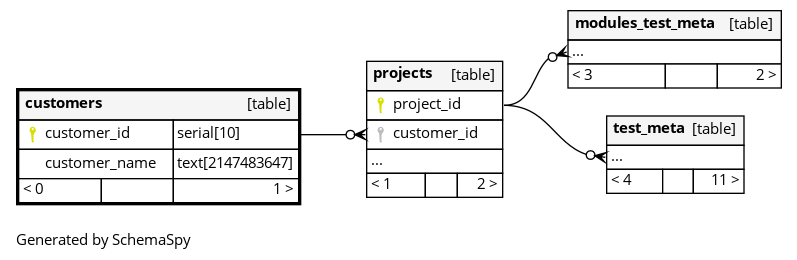 customers [table]
customer_id serial[10]
customer_name text[2147483647]
< 0 1 >
projects [table]
project_id
customer_id
...
< 1 2 >
modules_test_meta [table]
...
< 3 2 >
test_meta [table]
...
< 4 11 >
Generated by SchemaSpy